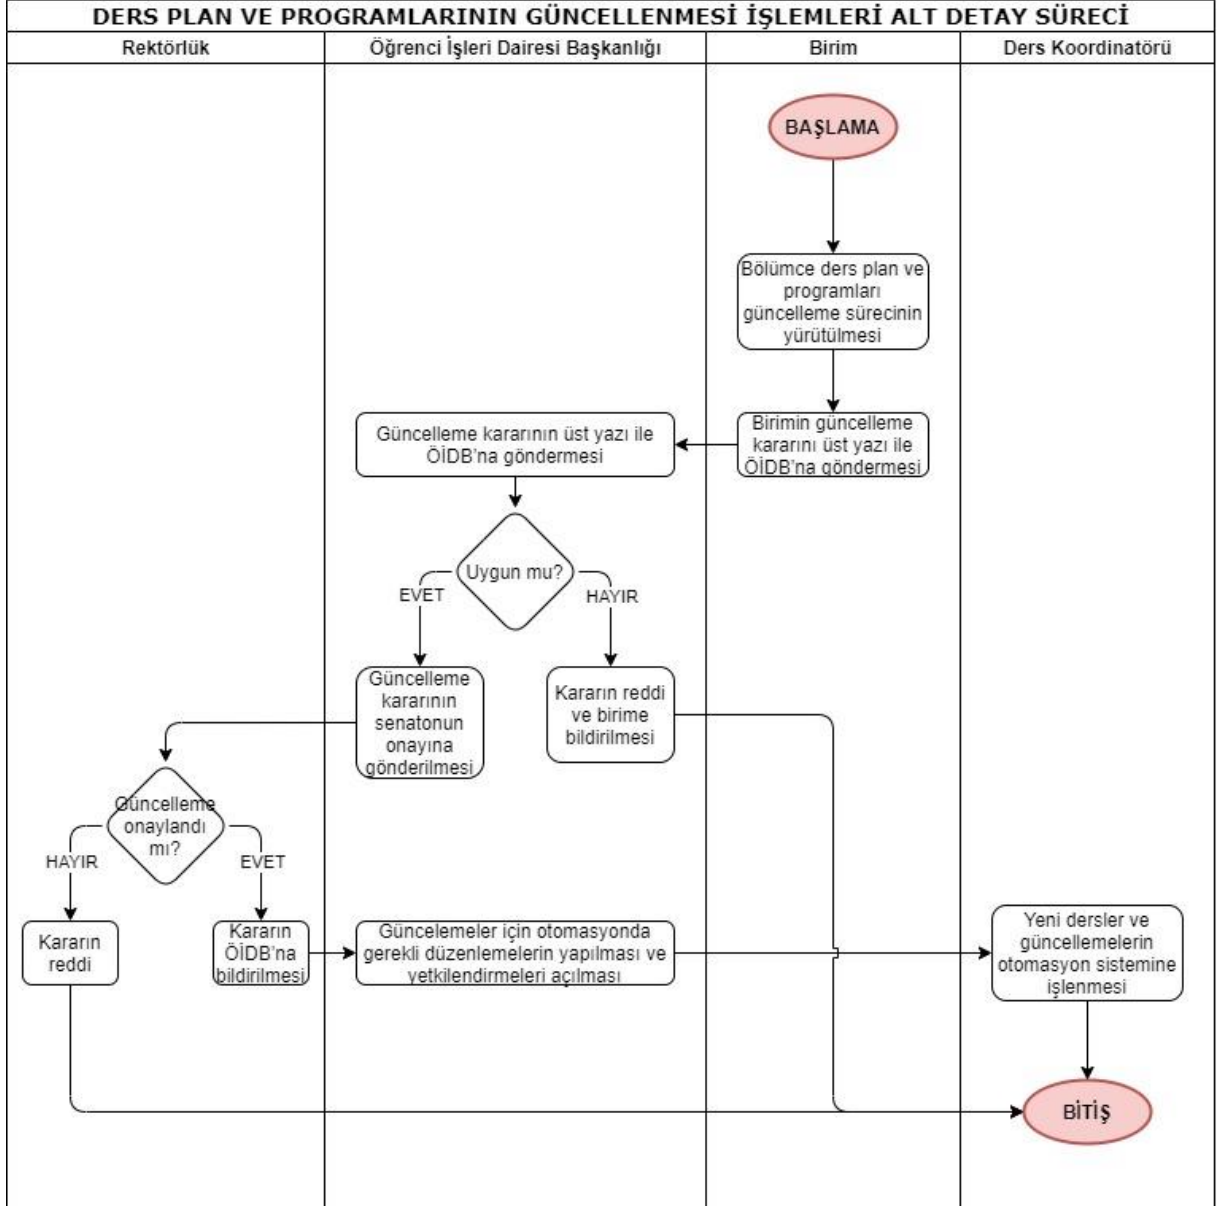 DERS PLAN VE PROGRAMLARININ GÜNCELLENMESİ İŞLEMLERİ ALT DETAY SÜRECİ
Rektörlük
Öğrenci İşleri Dairesi Başkanlığı
Birim
Ders Koordinatörü
BAŞLAMA
Bölümce ders plan ve
programları
güncelleme sürecinin
yürütülmesi
Birimin güncelleme
kararını üst yazı ile
ÖİDB'na göndermesi
Güncelleme kararının üst yazı ile
ÖİDB'na göndermesi
Uygun mu?
EVET
HAYIR
Güncelleme
kararının
senatonun
onayına
gönderilmesi
Kararın reddi
ve birime
bildirilmesi
Güncelleme
onaylandı
mı?
HAYIR
EVET
Kararın
reddi
Kararın
ÖİDB'na
bildirilmesi
Güncelemeler için otomasyonda
gerekli düzenlemelerin yapılması ve
yetkilendirmeleri açılması
Yeni dersler ve
güncellemelerin
otomasyon sistemine
işlenmesi
BİTİŞ